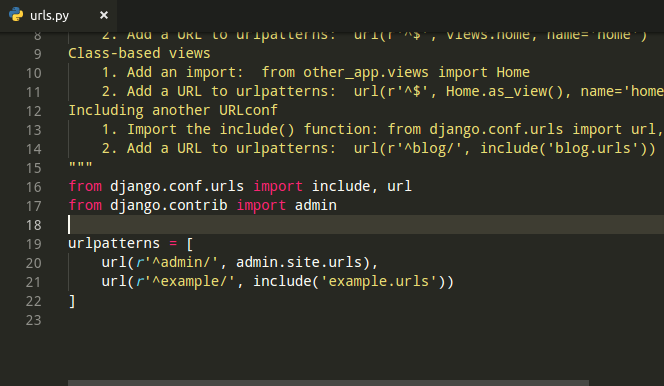 urls.py ×
8 2. Add a URL to urlpatterns: url(r'^$', views.home, name='home')
9 Class-based views
10 1. Add an import: from other_app.views import Home
11 2. Add a URL to urlpatterns: url(r'^$', Home.as_view(), name='home
12 Including another URLconf
13 1. Import the include() function: from django.conf.urls import url,
14 2. Add a URL to urlpatterns: url(r'^blog/', include('blog.urls'))
15 """
16 from django.conf.urls import include, url
17 from django.contrib import admin
18
19 urlpatterns = [
20 url(r'^admin/', admin.site.urls),
21 url(r'^example/', include('example.urls'))
22 ]
23